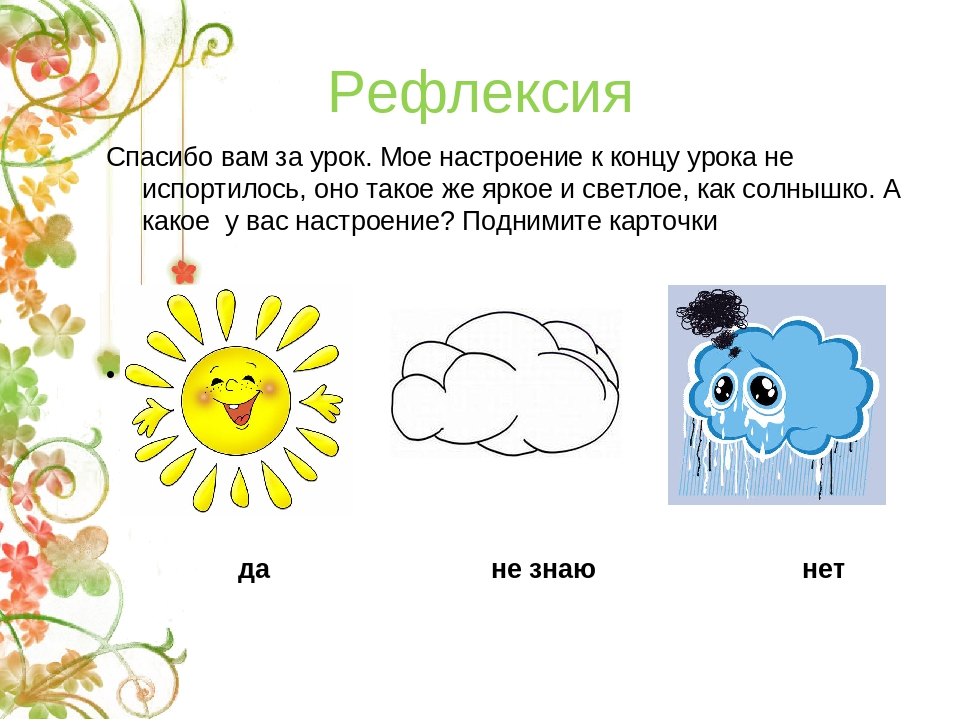 Рефлексия
Спасибо вам за урок. Мое настроение к концу урока не
испортилось, оно такое же яркое и светлое, как солнышко. А
какое  у вас настроение? Поднимите карточки
•
да не знаю нет